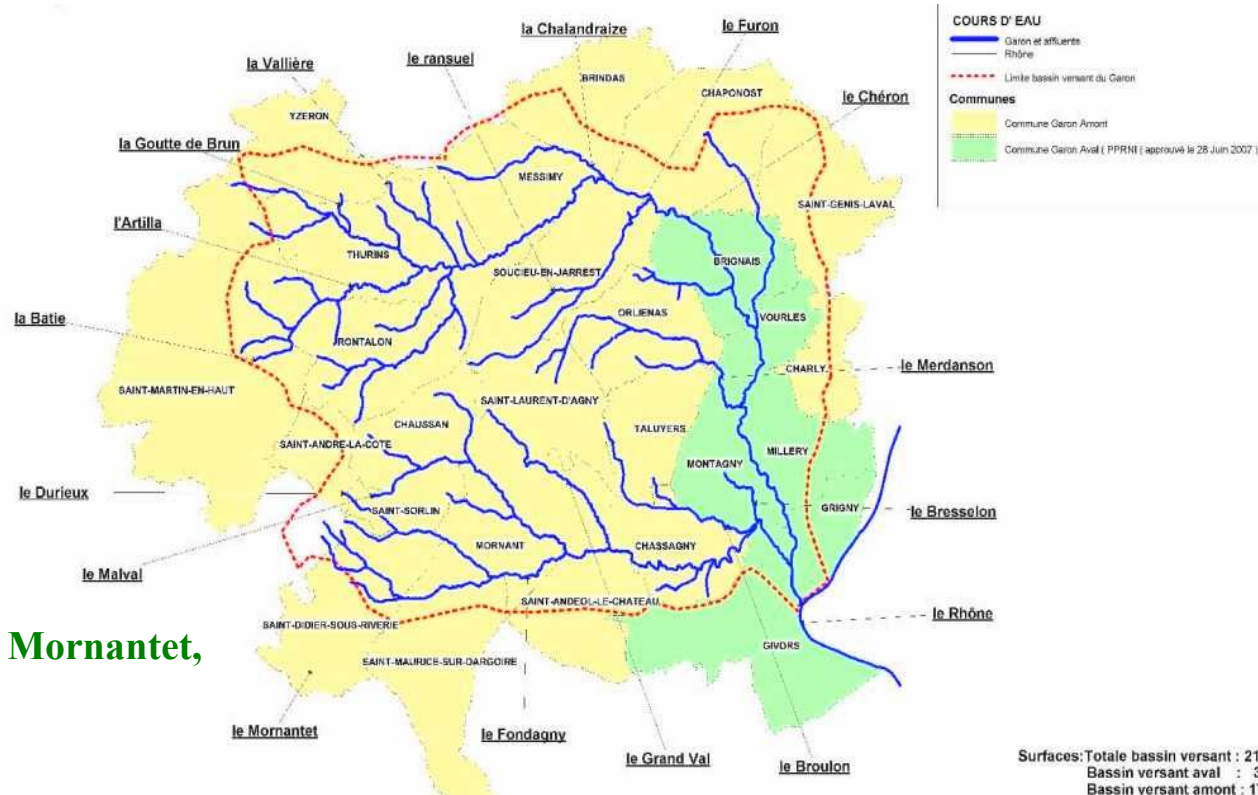 la Chalandraize
le Furon
la Vallière
le ransuel
BRINDAS
CHAPONOST
le Chéron
YZERON
la Goutte de Brun
MESSIMY
SAINT-GENIS-LAVAL
l'Artilla
THURINS
SOUCIEU-EN-JARREST
BRIGNAIS
ORLIENAS
VOURLES
la Batie
RONTALON
CHARLY
le Merdanson
SAINT-MARTIN-EN-HAUT
SAINT-LAURENT-D'AGNY
CHAUSSAN
TALUYERS
SAINT-ANDRE-LA-COTE
MONTAGNY
MILLERY
le Durieux
SAINT-SORLIN
GRIGNY
le Bresselon
MORNANT
CHASSAGNY
le Malval
SAINT-ANDEOL-LE-CHATEAU
le Rhône
SAINT-DIDIER-SOUS-RIVERIE
Mornantet,
GIVORS
SAINT-MAURICE-SUR-DARGOIRE
le Mornantet
le Fondagny
le Grand Val
le Broulon
COURS D' EAU
Garon et affluents
Rhône
Limite bassin versant du Garon
Communes
Commune Garon Amont
Commune Garon Aval ( PPRNI ( approuvé le 28 Juin 2007 )
Surfaces:Totale bassin versant : 21
Bassin versant aval : 3
Bassin versant amont : 1